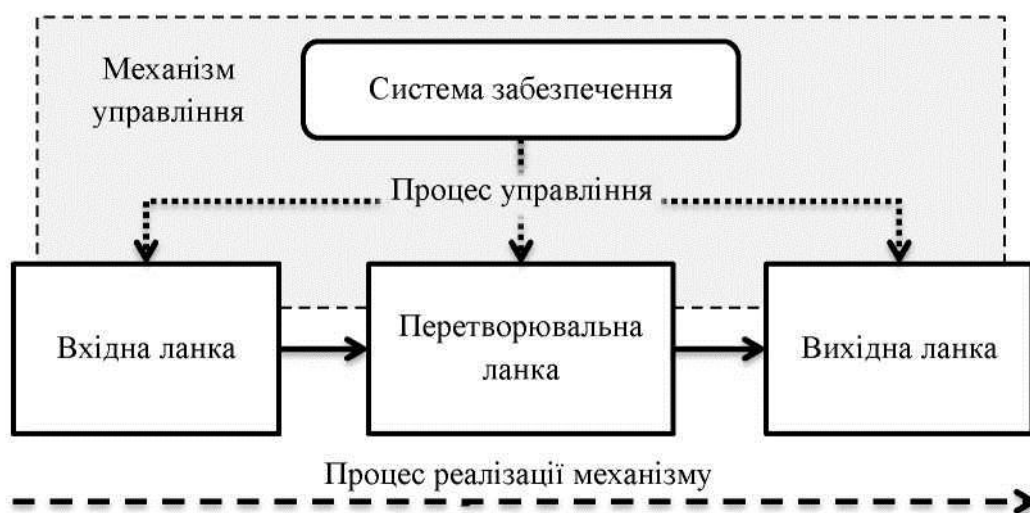 Механізм
управління
Система забезпечення
Процес управління
Вхідна ланка
Перетворювальна
ланка
Вихідна ланка
Процес реалізації механізму